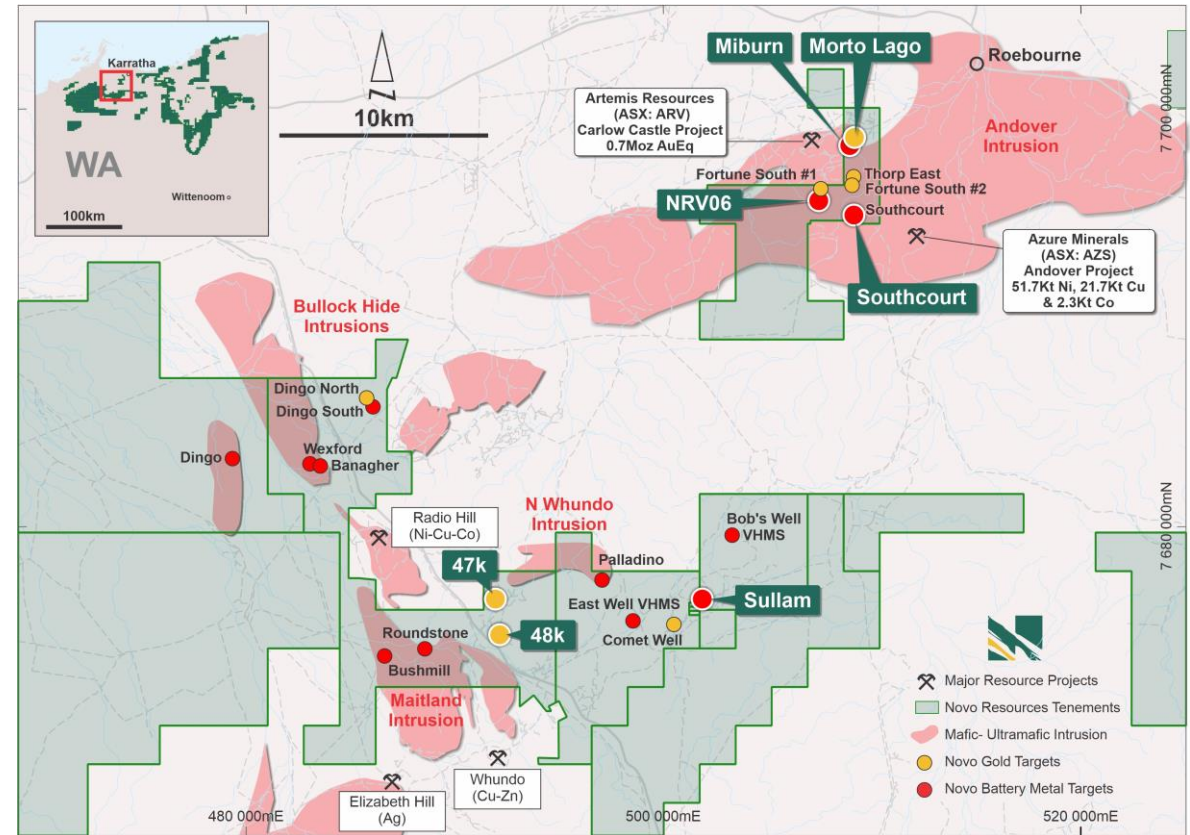 Karratha
WA
Wittenoom
100km
N
10km
Miburn
Morto Lago
Roebourne
Artemis Resources
(ASX: ARV)
Carlow Castle Project
0.7Moz AuEq
Andover
Intrusion
7 700 000mN
Fortune South #1
Thorp East
Fortune South #2
NRV06
Southcourt
Azure Minerals
(ASX: AZS)
Andover Project
51.7Kt Ni, 21.7Kt Cu
& 2.3Kt Co
Southcourt
Bullock Hide
Intrusions
Dingo North
Dingo South
Dingo
Wexford
Banagher
Radio Hill
(Ni-Cu-Co)
N Whundo
Intrusion
Bob's Well
VHMS
7 680 000mN
47k
Palladino
East Well VHMS
Sullam
48k
Comet Well
Roundstone
Bushmill
Maitland
Intrusion
Major Resource Projects
Novo Resources Tenements
Mafic- Ultramafic Intrusion
Novo Gold Targets
Novo Battery Metal Targets
Whundo
(Cu-Zn)
Elizabeth Hill
(Ag)
480 000mE
500 000mE
520 000mE